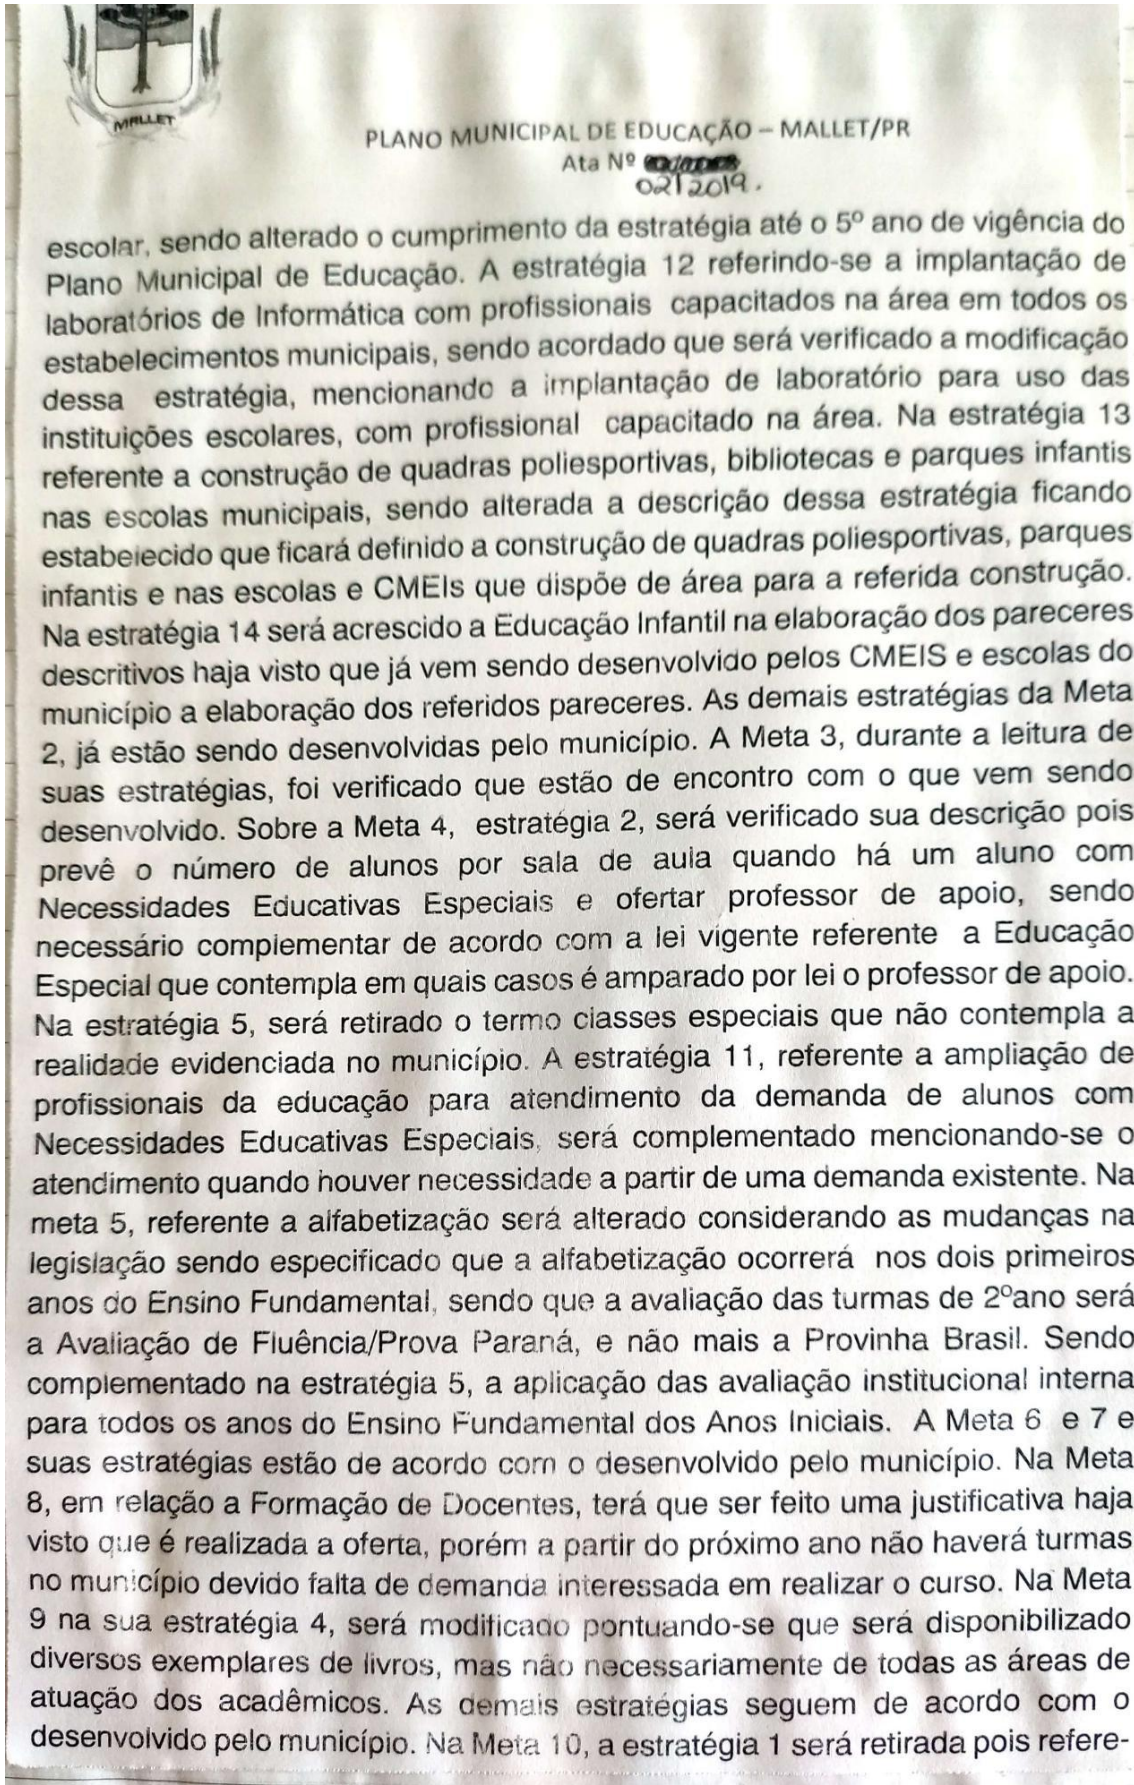 MALLET
PLANO MUNICIPAL DE EDUCAÇÃO – MALLET/PR
Ata Nº
02/2019.
escolar, sendo alterado o cumprimento da estratégia até o 5º ano de vigência do
Plano Municipal de Educação. A estratégia 12 referindo-se a implantação de
laboratórios de Informática com profissionais capacitados na área em todos os
estabelecimentos municipais, sendo acordado que será verificado a modificação
dessa estratégia, mencionando a implantação de laboratório para uso das
instituições escolares, com profissional capacitado na área. Na estratégia 13
referente a construção de quadras poliesportivas, bibliotecas e parques infantis
nas escolas municipais, sendo alterada a descrição dessa estratégia ficando
estabelecido que ficará definido a construção de quadras poliesportivas, parques
infantis e nas escolas e CMEIs que dispõe de área para a referida construção.
Na estratégia 14 será acrescido a Educação Infantil na elaboração dos pareceres
descritivos haja visto que já vem sendo desenvolvido pelos CMEIS e escolas do
município a elaboração dos referidos pareceres. As demais estratégias da Meta
2, já estão sendo desenvolvidas pelo município. A Meta 3, durante a leitura de
suas estratégias, foi verificado que estão de encontro com o que vem sendo
desenvolvido. Sobre a Meta 4, estratégia 2, será verificado sua descrição pois
prevê o número de alunos por sala de aula quando há um aluno com
Necessidades Educativas Especiais e ofertar professor de apoio, sendo
necessário complementar de acordo com a lei vigente referente a Educação
Especial que contempla em quais casos é amparado por lei o professor de apoio.
Na estratégia 5, será retirado o termo classes especiais que não contempla a
realidade evidenciada no município. A estratégia 11, referente a ampliação de
profissionais da educação para atendimento da demanda de alunos com
Necessidades Educativas Especiais, será complementado mencionando-se o
atendimento quando houver necessidade a partir de uma demanda existente. Na
meta 5, referente a alfabetização será alterado considerando as mudanças na
legislação sendo especificado que a alfabetização ocorrerá nos dois primeiros
anos do Ensino Fundamental, sendo que a avaliação das turmas de 2ºano será
a Avaliação de Fluência/Prova Paraná, e não mais a Provinha Brasil. Sendo
complementado na estratégia 5, a aplicação das avaliação institucional interna
para todos os anos do Ensino Fundamental dos Anos Iniciais. A Meta 6 e 7 e
suas estratégias estão de acordo com o desenvolvido pelo município. Na Meta
8, em relação a Formação de Docentes, terá que ser feito uma justificativa haja
visto que é realizada a oferta, porém a partir do próximo ano não haverá turmas
no município devido falta de demanda interessada em realizar o curso. Na Meta
9 na sua estratégia 4, será modificado pontuando-se que será disponibilizado
diversos exemplares de livros, mas não necessariamente de todas as áreas de
atuação dos acadêmicos. As demais estratégias seguem de acordo com o
desenvolvido pelo município. Na Meta 10, a estratégia 1 será retirada pois refere-